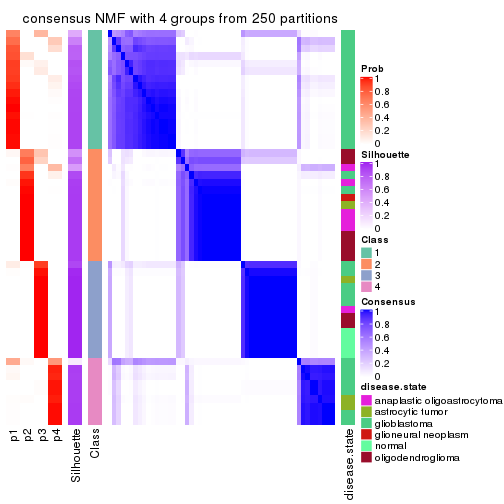 consensus NMF with 4 groups from 250 partitions
Prob
1
0.8
0.6
0.4
0.2
0
Silhouette
1
0.8
0.6
0.4
0.2
0
Class
1
2
3
4
Consensus
1
0.8
0.6
0.4
0.2
0
disease.state
anaplastic oligoastrocytoma
astrocytic tumor
glioblastoma
glioneural neoplasm
normal
oligodendroglioma
p1
p2
p3
p4
Silhouette
Class
disease.state